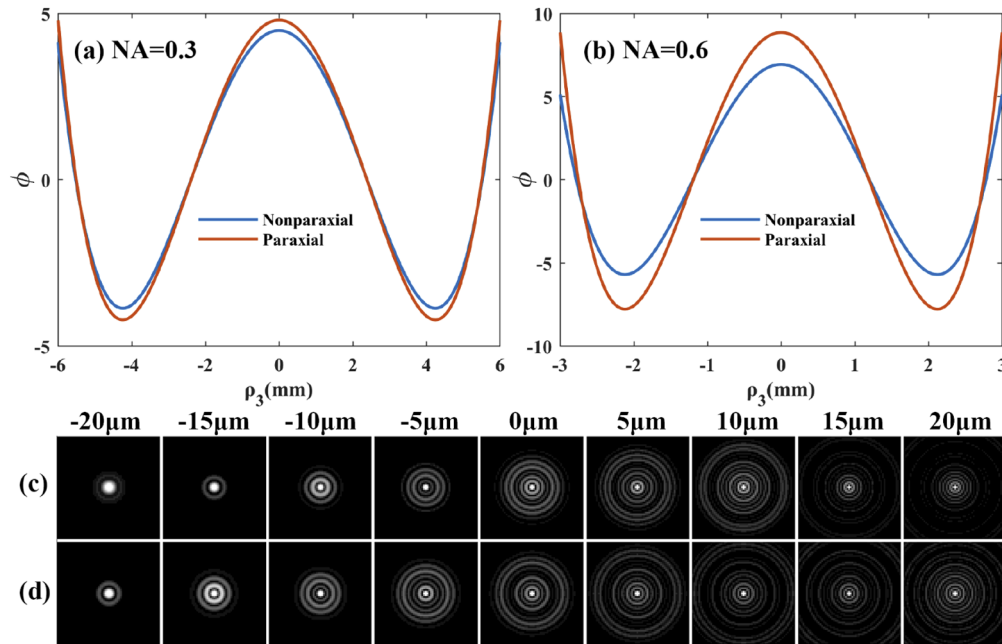 (a) NA=0.3
5
0
-5
ϕ
Nonparaxial
Paraxial
-6 -4 -2 0 2 4 6
ρ3(mm)
(b) NA=0.6
10
5
0
-5
-10
ϕ
Nonparaxial
Paraxial
-3 -2 -1 0 1 2 3
ρ3(mm)
-20μm -15μm -10μm -5μm 0μm 5μm 10μm 15μm 20μm
(c)
(d)